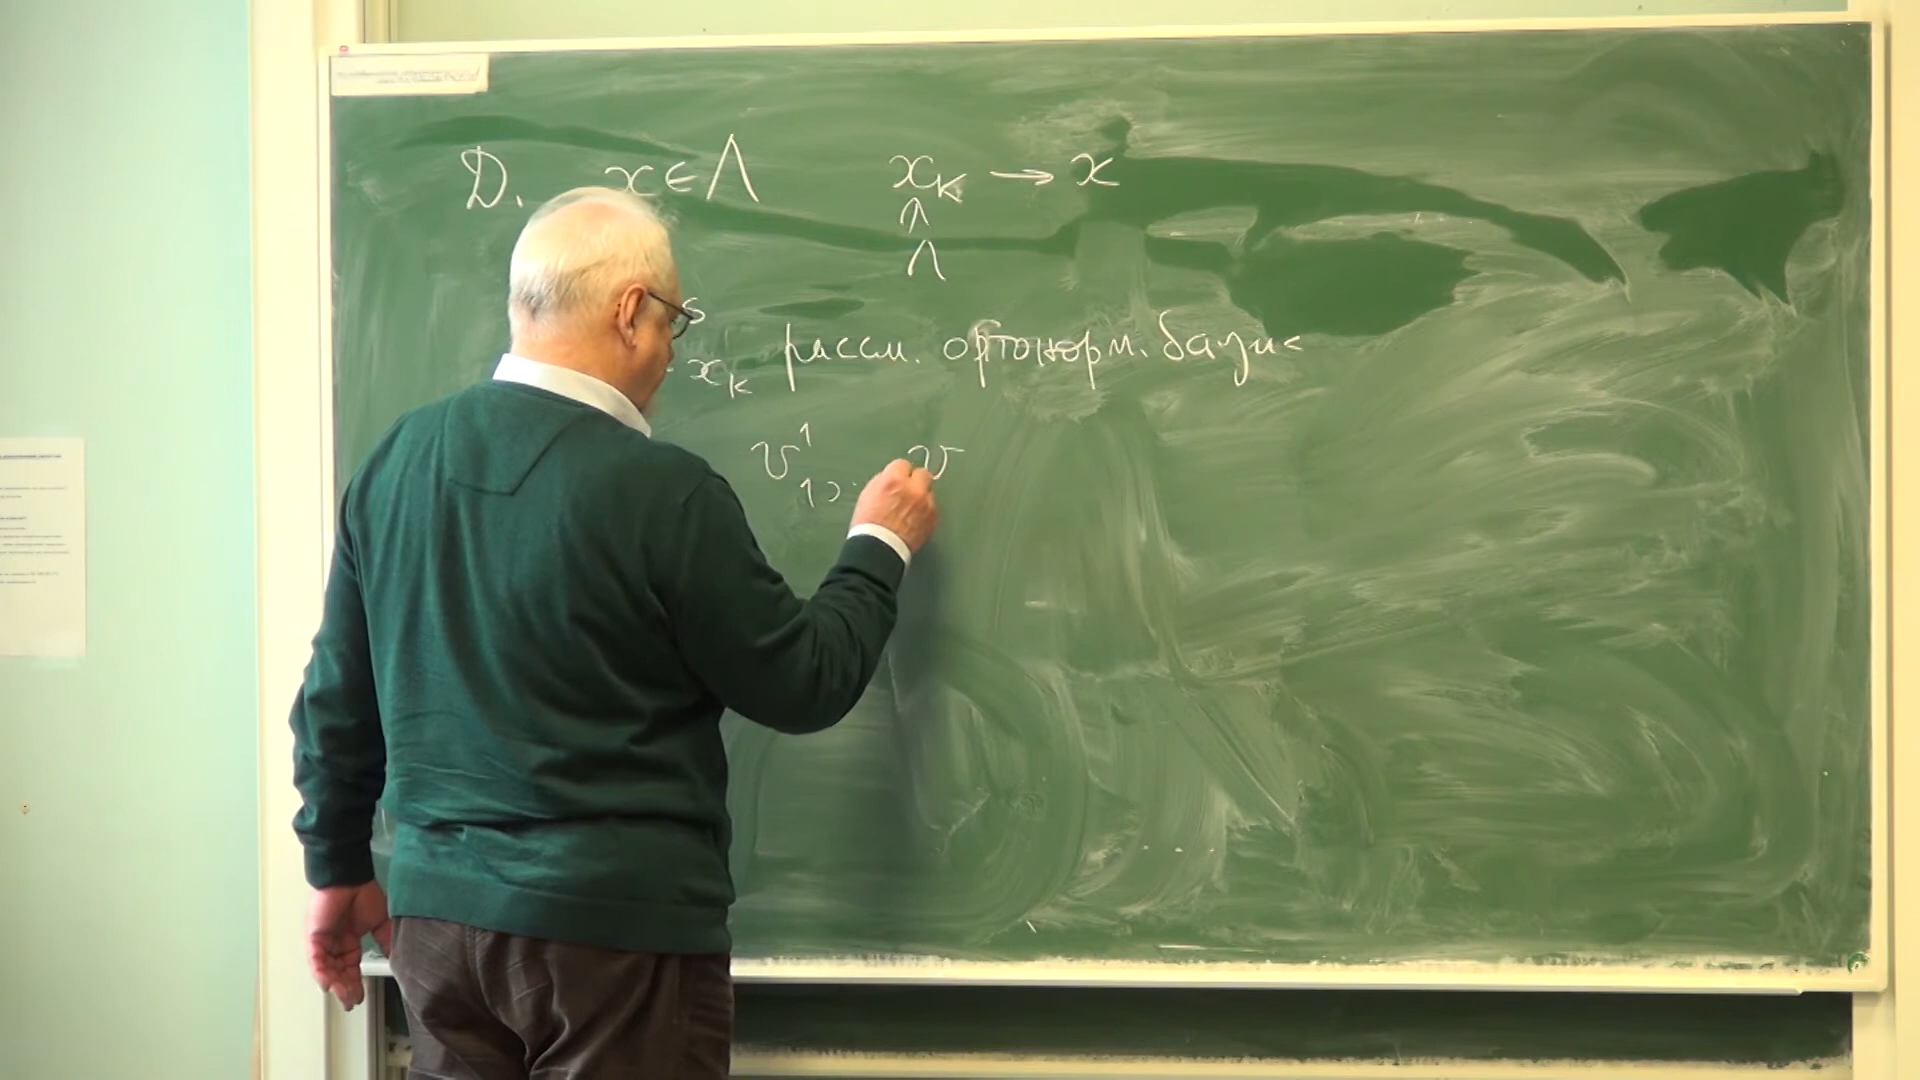 D. x ∈ Λ x_k → x
∈
Λ
s
x_k рассм. ортонорм. базис
v^1_1, v